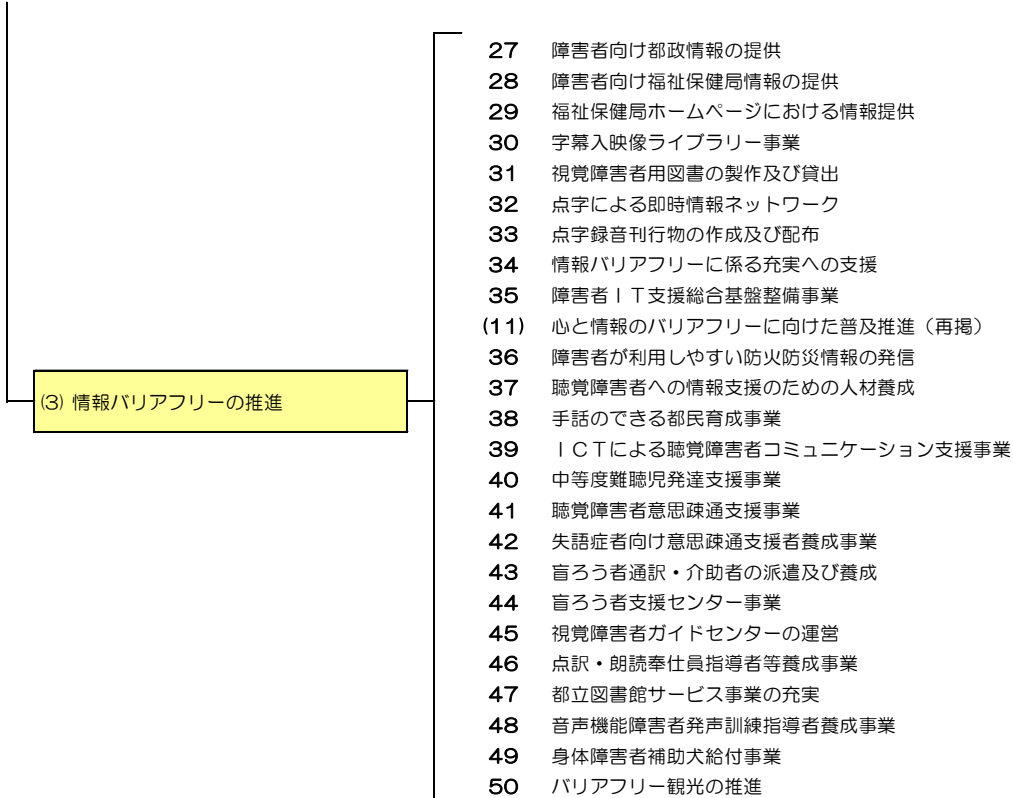 27 障害者向け都政情報の提供
28 障害者向け福祉保健局情報の提供
29 福祉保健局ホームページにおける情報提供
30 字幕入映像ライブラリー事業
31 視覚障害者用図書の製作及び貸出
32 点字による即時情報ネットワーク
33 点字録音刊行物の作成及び配布
34 情報バリアフリーに係る充実への支援
35 障害者ＩＴ支援総合基盤整備事業
(11) 心と情報のバリアフリーに向けた普及推進（再掲）
36 障害者が利用しやすい防火防災情報の発信
37 聴覚障害者への情報支援のための人材養成
⑶ 情報バリアフリーの推進
38 手話のできる都民育成事業
39 ＩＣＴによる聴覚障害者コミュニケーション支援事業
40 中等度難聴児発達支援事業
41 聴覚障害者意思疎通支援事業
42 失語症者向け意思疎通支援者養成事業
43 盲ろう者通訳・介助者の派遣及び養成
44 盲ろう者支援センター事業
45 視覚障害者ガイドセンターの運営
46 点訳・朗読奉仕員指導者等養成事業
47 都立図書館サービス事業の充実
48 音声機能障害者発声訓練指導者養成事業
49 身体障害者補助犬給付事業
50 バリアフリー観光の推進